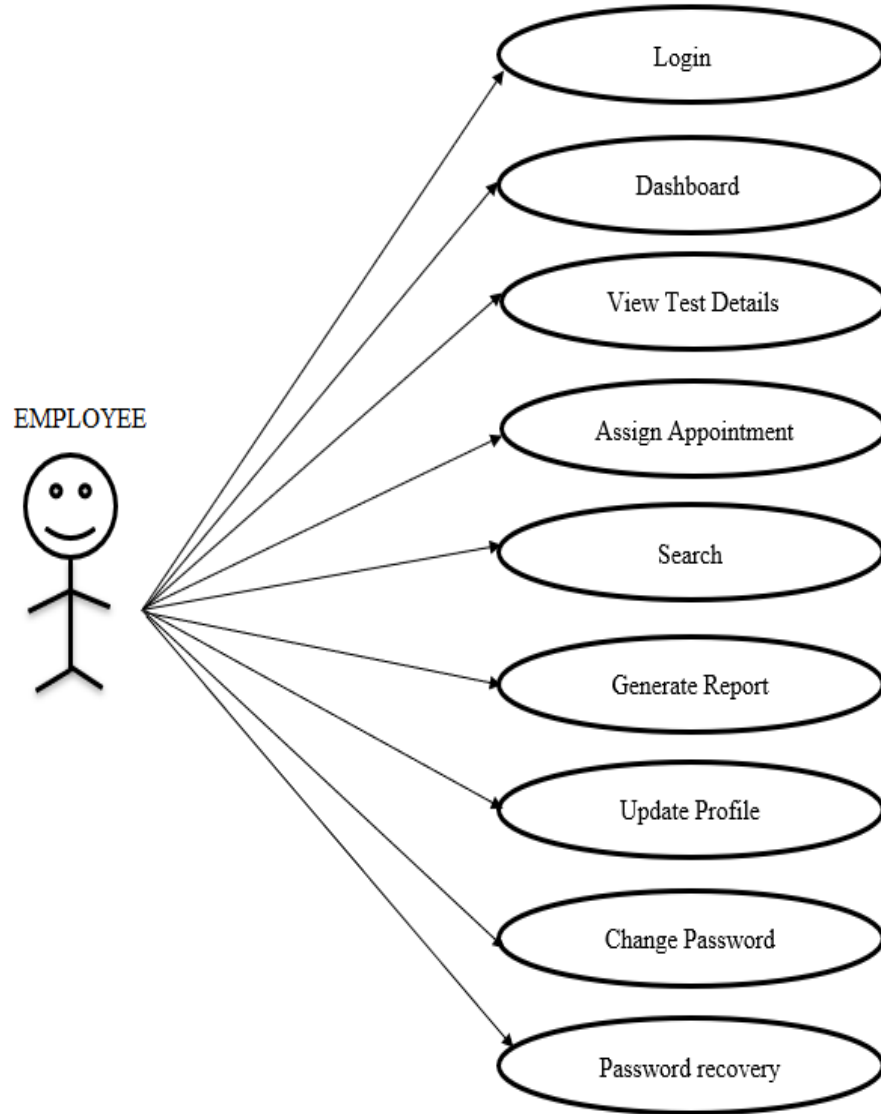 Login
Dashboard
View Test Details
EMPLOYEE
Assign Appointment
Search
Generate Report
Update Profile
Change Password
Password recovery